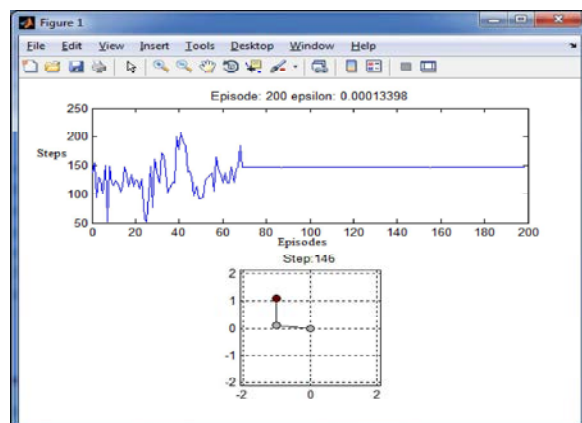 Figure 1
File Edit View Insert Tools Desktop Window Help
Episode: 200 epsilon: 0.00013398
250
200
Steps
150
100
50
0 20 40 60 80 100 120 140 160 180 200
Episodes
Step:146
2
1
0
-1
-2
-2 0 2